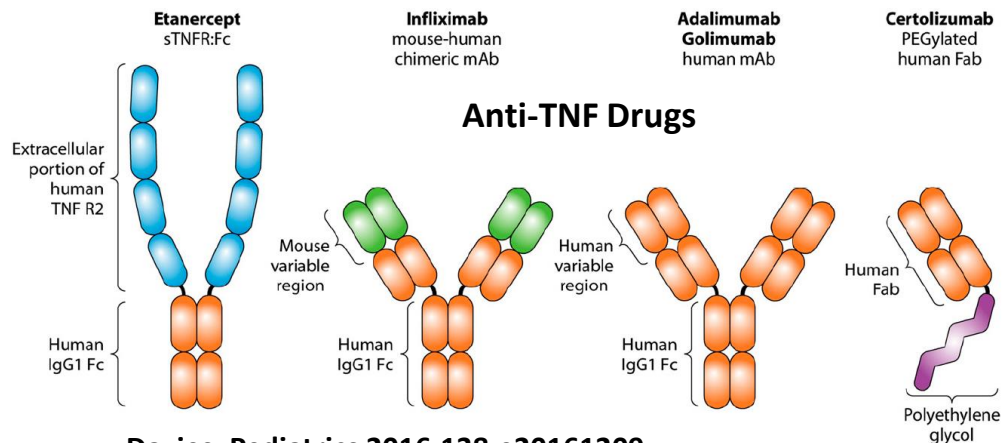 Etanercept
sTNFR:Fc
Infliximab
mouse-human
chimeric mAb
Adalimumab
Golimumab
human mAb
Certolizumab
PEGylated
human Fab
Anti-TNF Drugs
Extracellular
portion of
human
TNF R2
Mouse
variable
region
Human
variable
region
Human
Fab
Human
IgG1 Fc
Human
IgG1 Fc
Human
IgG1 Fc
Polyethylene
glycol
Pediatrics 2016